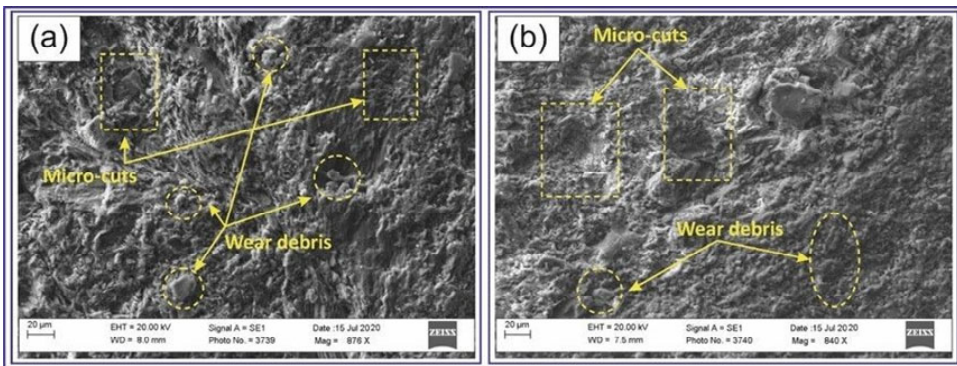 (a)
Micro-cuts
Wear debris
20 µm
EHT = 20.00 kV
WD = 8.0 mm
Signal A = SE1
Photo No. = 3739
Date :15 Jul 2020
Mag = 876 X
ZEISS
(b)
Micro-cuts
Wear debris
20 µm
EHT = 20.00 kV
WD = 7.5 mm
Signal A = SE1
Photo No. = 3740
Date :15 Jul 2020
Mag = 840 X
ZEISS